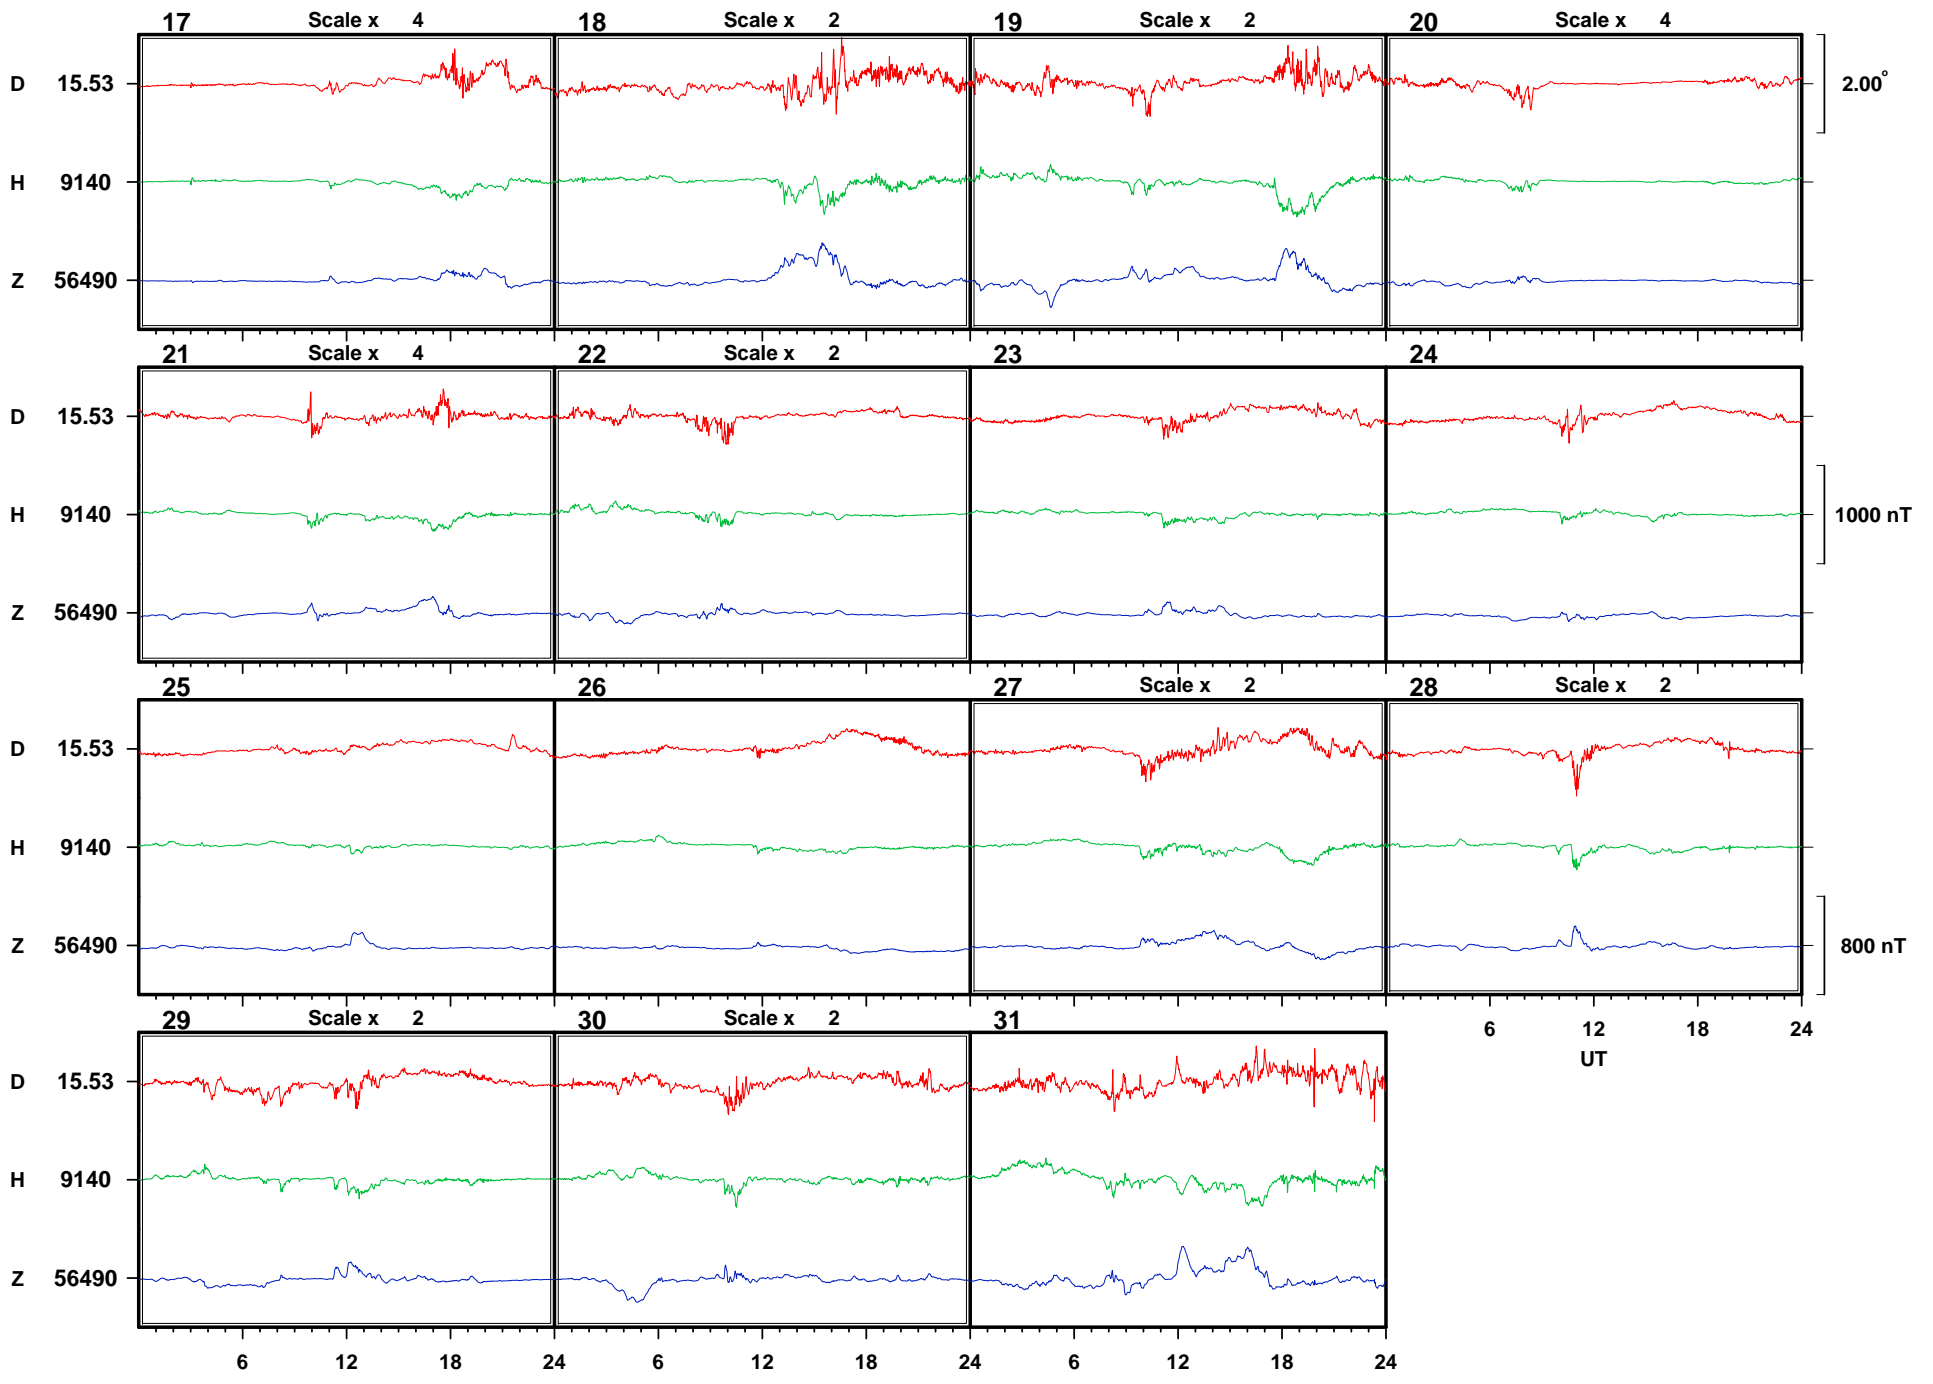 17 Scale x 4 18 Scale x 2 19 Scale x 2 20 Scale x 4
D 15.53 2.00°
H 9140
Z 56490
21 Scale x 4 22 Scale x 2 23 24
D 15.53
H 9140 1000 nT
Z 56490
25 26 27 Scale x 2 28 Scale x 2
D 15.53
H 9140
Z 56490 800 nT
29 Scale x 2 30 Scale x 2 31
6 12 18 24
UT
D 15.53
H 9140
Z 56490
6 12 18 24 6 12 18 24 6 12 18 24